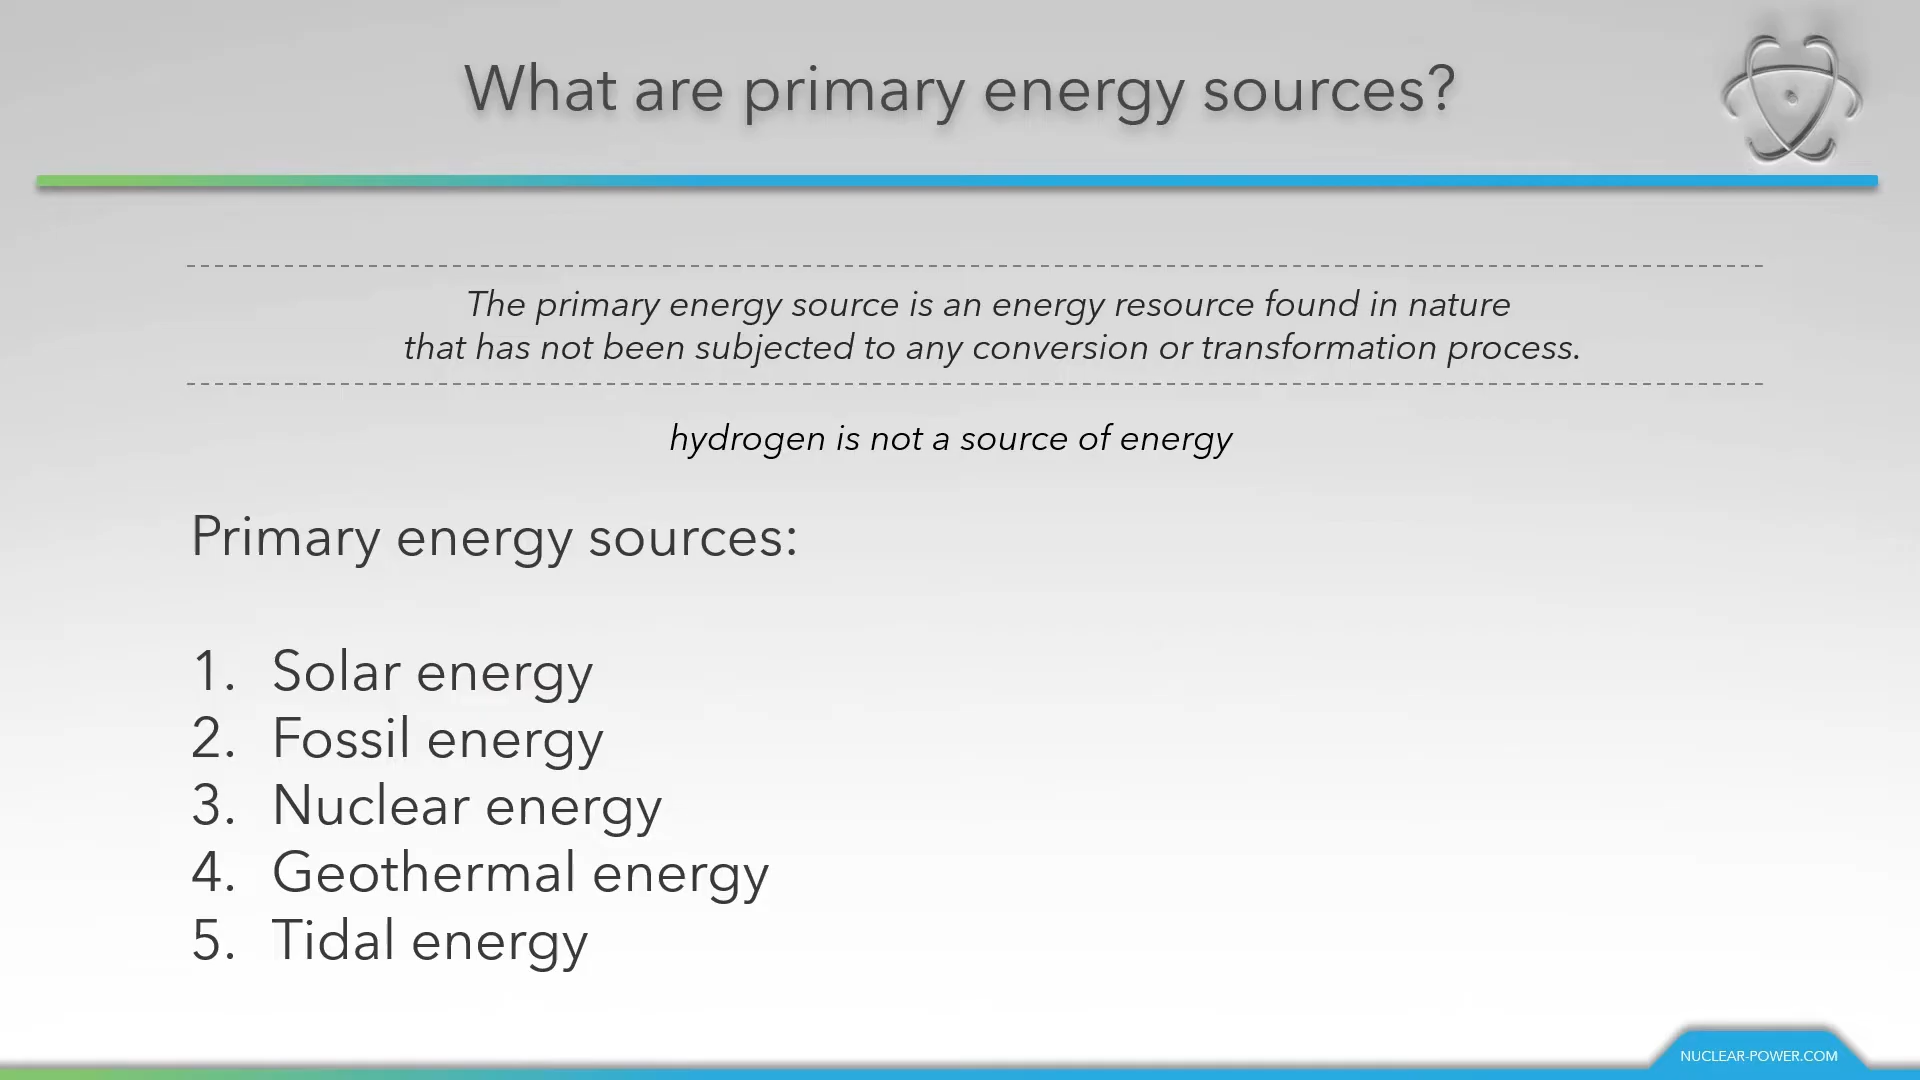 What are primary energy sources?
The primary energy source is an energy resource found in nature
that has not been subjected to any conversion or transformation process.
hydrogen is not a source of energy
Primary energy sources:
1. Solar energy
2. Fossil energy
3. Nuclear energy
4. Geothermal energy
5. Tidal energy
NUCLEAR-POWER.COM